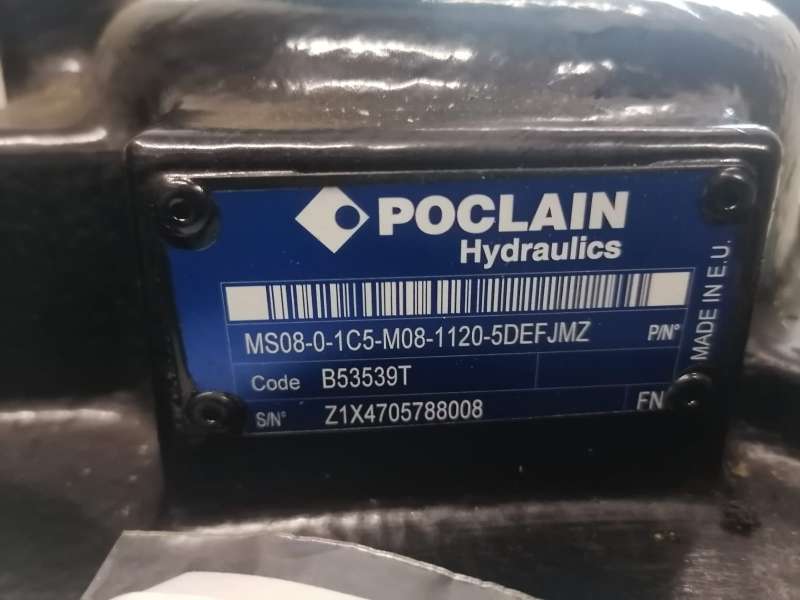 POCLAIN
Hydraulics
MS08-0-1C5-M08-1120-5DEFJMZ P/N°
Code B53539T
S/N° Z1X4705788008 FN
MADE IN E.U.